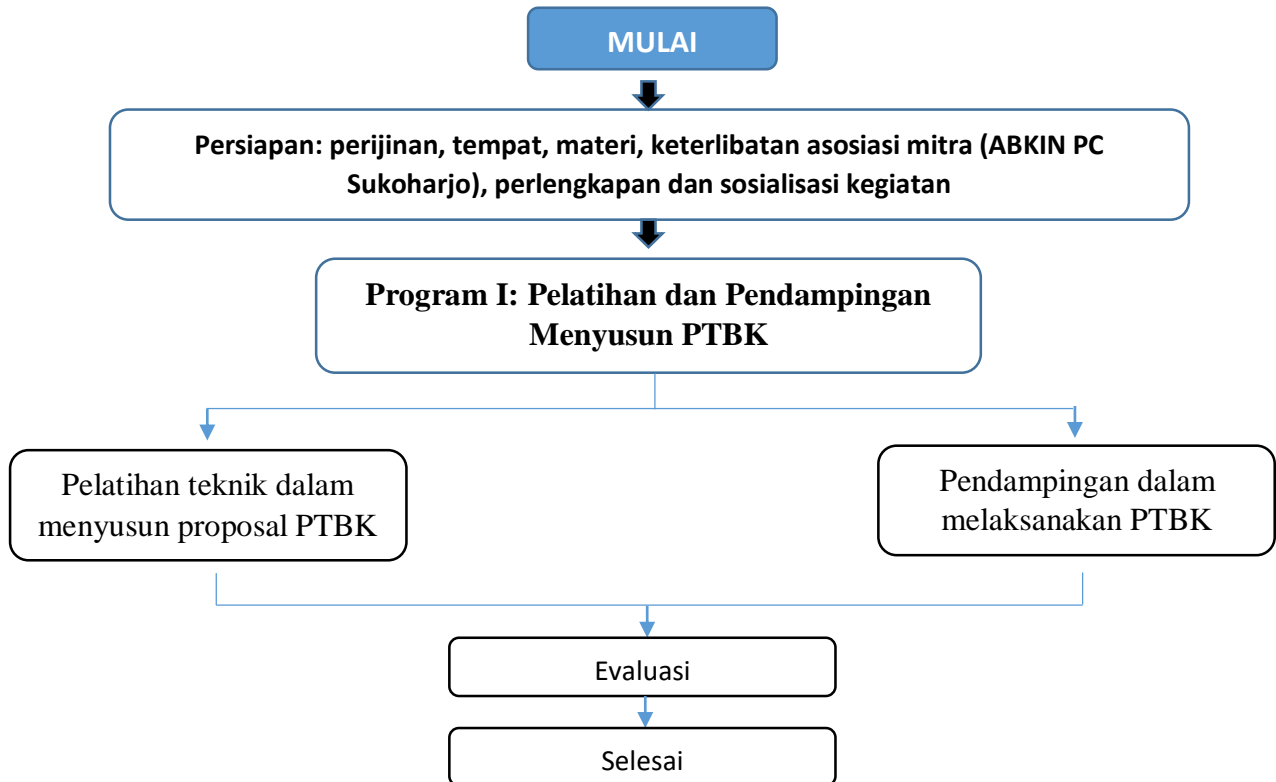 MULAI
Persiapan: perijinan, tempat, materi, keterlibatan asosiasi mitra (ABKIN PC
Sukoharjo), perlengkapan dan sosialisasi kegiatan
Program I: Pelatihan dan Pendampingan
Menyusun PTBK
Pelatihan teknik dalam
menyusun proposal PTBK
Pendampingan dalam
melaksanakan PTBK
Evaluasi
Selesai